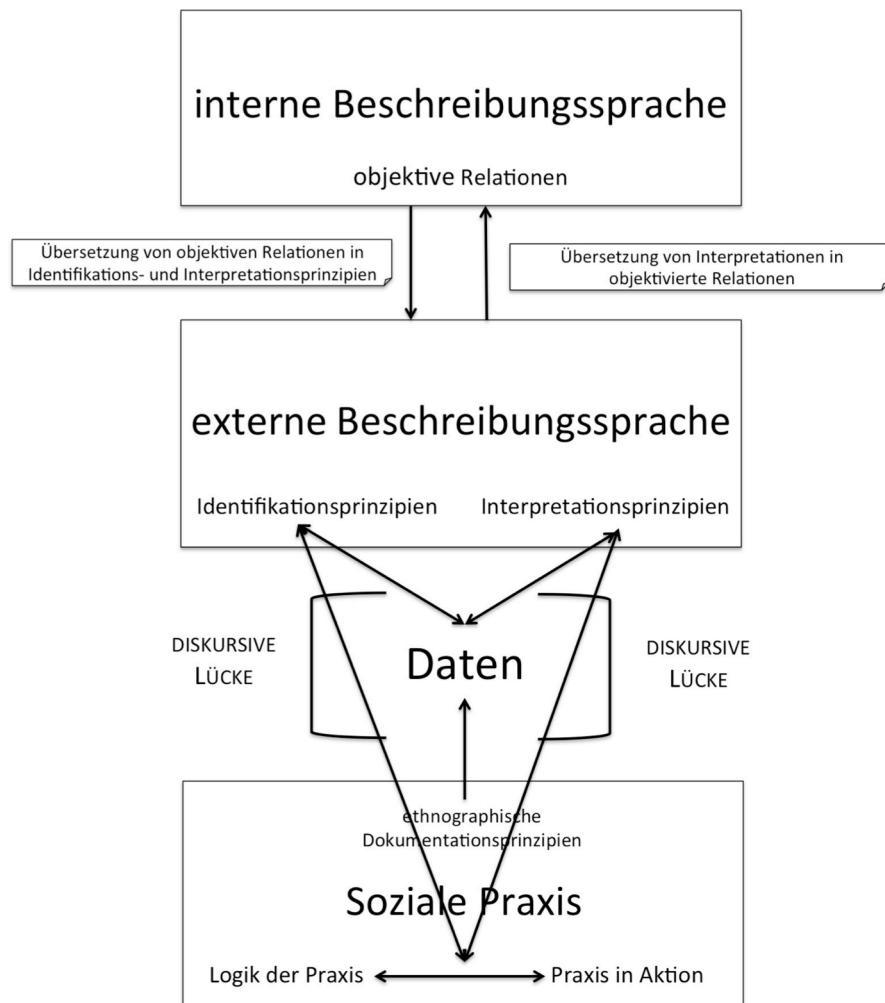 interne Beschreibungssprache
objektive Relationen
Übersetzung von objektiven Relationen in
Identifikations- und Interpretationsprinzipien
Übersetzung von Interpretationen in
objektivierte Relationen
externe Beschreibungssprache
Identifikationsprinzipien
Interpretationsprinzipien
DISKURSIVE
LÜCKE
Daten
DISKURSIVE
LÜCKE
ethnographische
Dokumentationsprinzipien
Soziale Praxis
Logik der Praxis
Praxis in Aktion